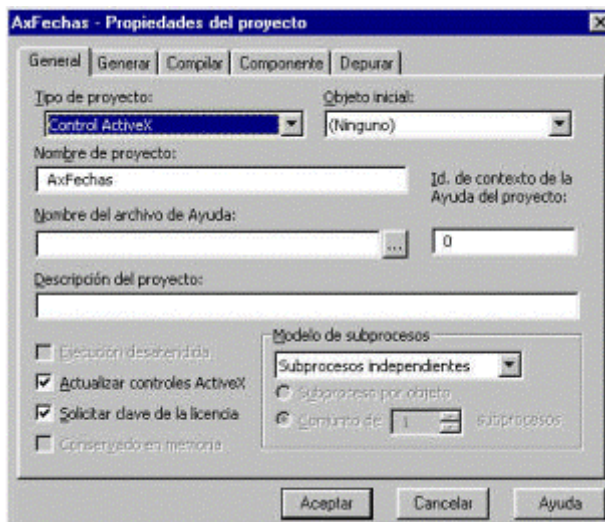 AxFechas - Propiedades del proyecto
General Generar Compilar Componente Depurar
Tipo de proyecto: Objeto inicial:
Control ActiveX (Ninguno)
Nombre de proyecto:
AxFechas
Id. de contexto de la
Ayuda del proyecto:
Nombre del archivo de Ayuda:
... 0
Descripción del proyecto:
Modelo de subprocesos
Ejecución desatendida
Subprocesos independientes
Actualizar controles ActiveX
Subproceso por objeto
Solicitar clave de la licencia
Conjunto de 1 subprocesos
Conservado en memoria
Aceptar Cancelar Ayuda